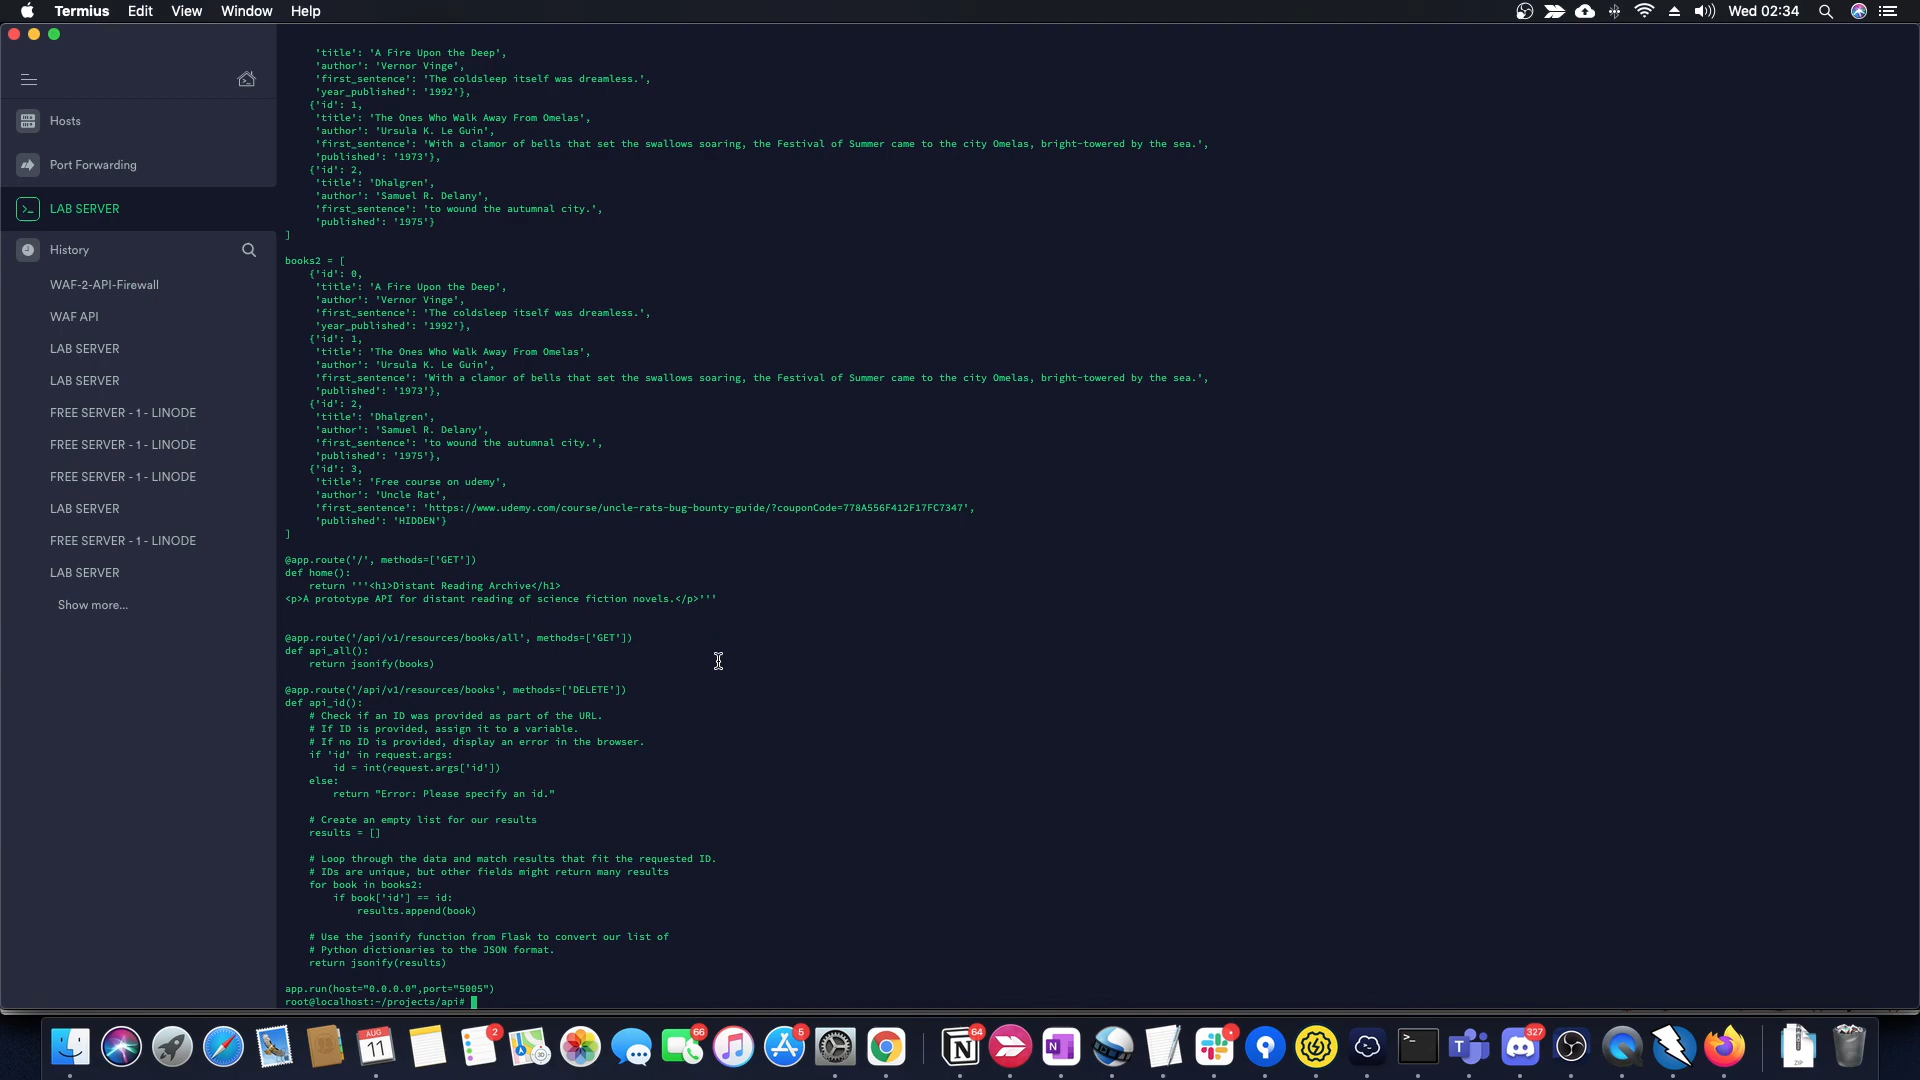 Termius Edit View Window Help
Wed 02:34
Hosts
Port Forwarding
LAB SERVER
History
WAF-2-API-Firewall
WAF API
LAB SERVER
LAB SERVER
FREE SERVER - 1 - LINODE
FREE SERVER - 1 - LINODE
FREE SERVER - 1 - LINODE
LAB SERVER
FREE SERVER - 1 - LINODE
LAB SERVER
Show more...
'title': 'A Fire Upon the Deep',
'author': 'Vernor Vinge',
'first_sentence': 'The coldsleep itself was dreamless.',
'year_published': '1992'},
{'id': 1,
'title': 'The Ones Who Walk Away From Omelas',
'author': 'Ursula K. Le Guin',
'first_sentence': 'With a clamor of bells that set the swallows soaring, the Festival of Summer came to the city Omelas, bright-towered by the sea.',
'published': '1973'},
{'id': 2,
'title': 'Dhalgren',
'author': 'Samuel R. Delany',
'first_sentence': 'to wound the autumnal city.',
'published': '1975'}
]
books2 = [
{'id': 0,
'title': 'A Fire Upon the Deep',
'author': 'Vernor Vinge',
'first_sentence': 'The coldsleep itself was dreamless.',
'year_published': '1992'},
{'id': 1,
'title': 'The Ones Who Walk Away From Omelas',
'author': 'Ursula K. Le Guin',
'first_sentence': 'With a clamor of bells that set the swallows soaring, the Festival of Summer came to the city Omelas, bright-towered by the sea.',
'published': '1973'},
{'id': 2,
'title': 'Dhalgren',
'author': 'Samuel R. Delany',
'first_sentence': 'to wound the autumnal city.',
'published': '1975'},
{'id': 3,
'title': 'Free course on udemy',
'author': 'Uncle Rat',
'first_sentence': 'https://www.udemy.com/course/uncle-rats-bug-bounty-guide/?couponCode=778A556F412F17FC7347',
'published': 'HIDDEN'}
]
@app.route('/', methods=['GET'])
def home():
return '''<h1>Distant Reading Archive</h1>
<p>A prototype API for distant reading of science fiction novels.</p>'''
@app.route('/api/v1/resources/books/all', methods=['GET'])
def api_all():
return jsonify(books)
@app.route('/api/v1/resources/books', methods=['DELETE'])
def api_id():
# Check if an ID was provided as part of the URL.
# If ID is provided, assign it to a variable.
# If no ID is provided, display an error in the browser.
if 'id' in request.args:
id = int(request.args['id'])
else:
return "Error: Please specify an id."
# Create an empty list for our results
results = []
# Loop through the data and match results that fit the requested ID.
# IDs are unique, but other fields might return many results
for book in books2:
if book['id'] == id:
results.append(book)
# Use the jsonify function from Flask to convert our list of
# Python dictionaries to the JSON format.
return jsonify(results)
app.run(host="0.0.0.0",port="5005")
root@localhost:~/projects/api#
AUG
11
2
66
5
64
327
ZIP